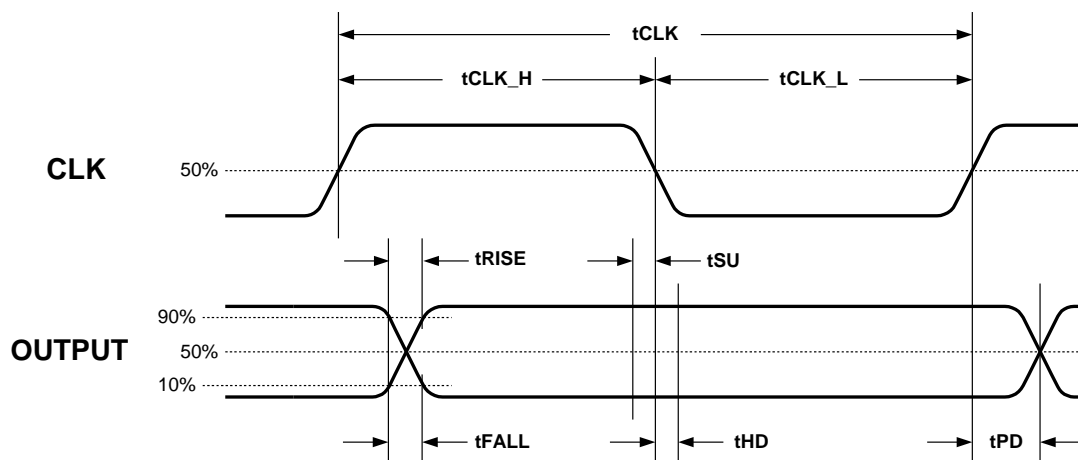 tCLK
tCLK_H
tCLK_L
CLK
50%
tRISE
tSU
90%
OUTPUT
50%
10%
tFALL
tHD
tPD